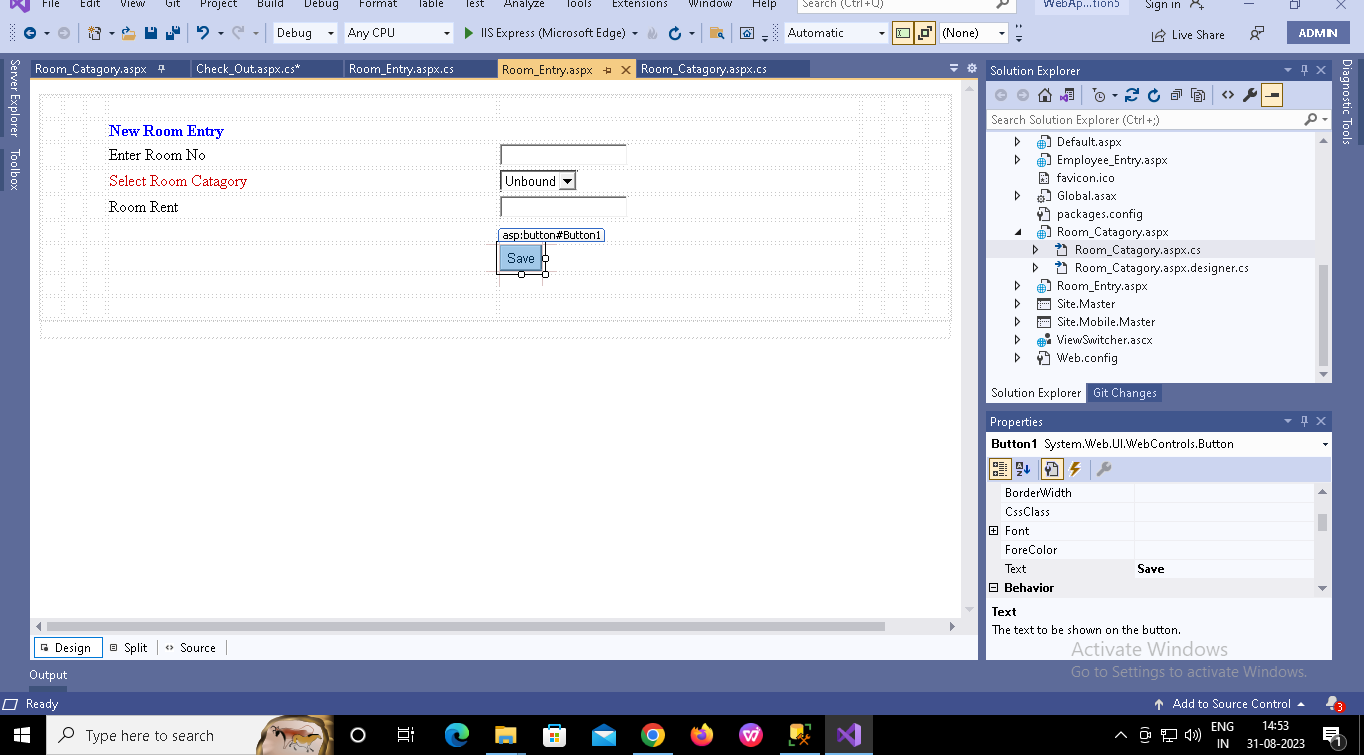 File Edit View Git Project Build Debug Format Table Test Analyze Tools Extensions Window Help Search (Ctrl+Q) WebAp...tion5 Sign in
Debug Any CPU IIS Express (Microsoft Edge) Automatic (None) Live Share ADMIN
Room_Catagory.aspx Check_Out.aspx.cs* Room_Entry.aspx.cs Room_Entry.aspx Room_Catagory.aspx.cs
Server Explorer
Toolbox
New Room Entry
Enter Room No
Select Room Catagory Unbound
Room Rent
asp:button#Button1
Save
Design Split Source
Output
Solution Explorer
Search Solution Explorer (Ctrl+;)
Default.aspx
Employee_Entry.aspx
favicon.ico
Global.asax
packages.config
Room_Catagory.aspx
Room_Catagory.aspx.cs
Room_Catagory.aspx.designer.cs
Room_Entry.aspx
Site.Master
Site.Mobile.Master
ViewSwitcher.ascx
Web.config
Solution Explorer Git Changes
Properties
Button1 System.Web.UI.WebControls.Button
BorderWidth
CssClass
Font
ForeColor
Text Save
Behavior
Text
The text to be shown on the button.
Activate Windows
Go to Settings to activate Windows.
Diagnostic Tools
Ready Add to Source Control 3
Type here to search
ENG
IN
14:53
31-08-2023
1